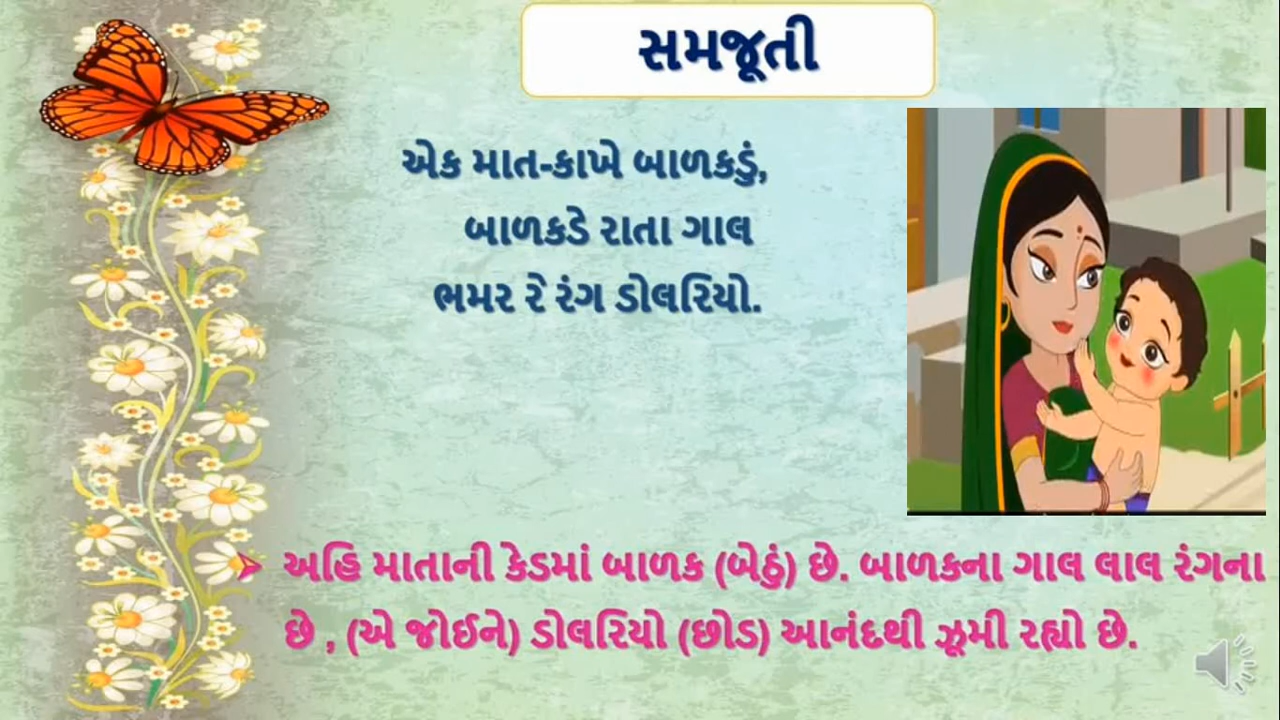 સમજૂતી
એક માત-કાખે બાળકડું,
બાળકડે રાતા ગાલ
ભમર રે રંગ ડોલરિયો.
અહિ માતાની કેડમાં બાળક (બેઠું) છે. બાળકના ગાલ લાલ રંગના
છે , (એ જોઈને) ડોલરિયો (છોડ) આનંદથી ઝૂમી રહ્યો છે.